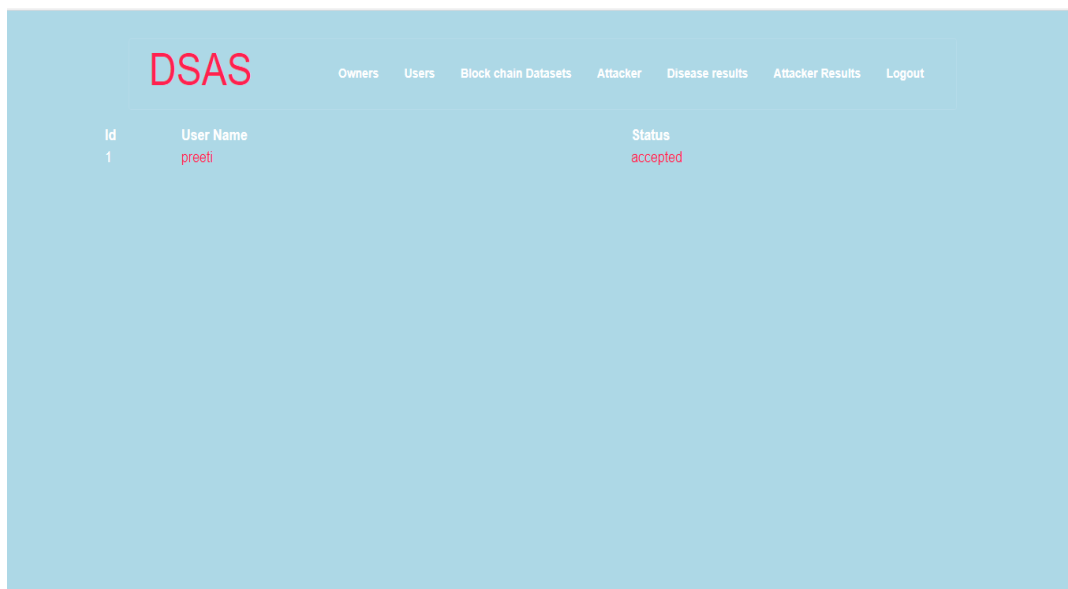 DSAS Owners Users Block chain Datasets Attacker Disease results Attacker Results Logout
Id User Name Status
1 preeti accepted